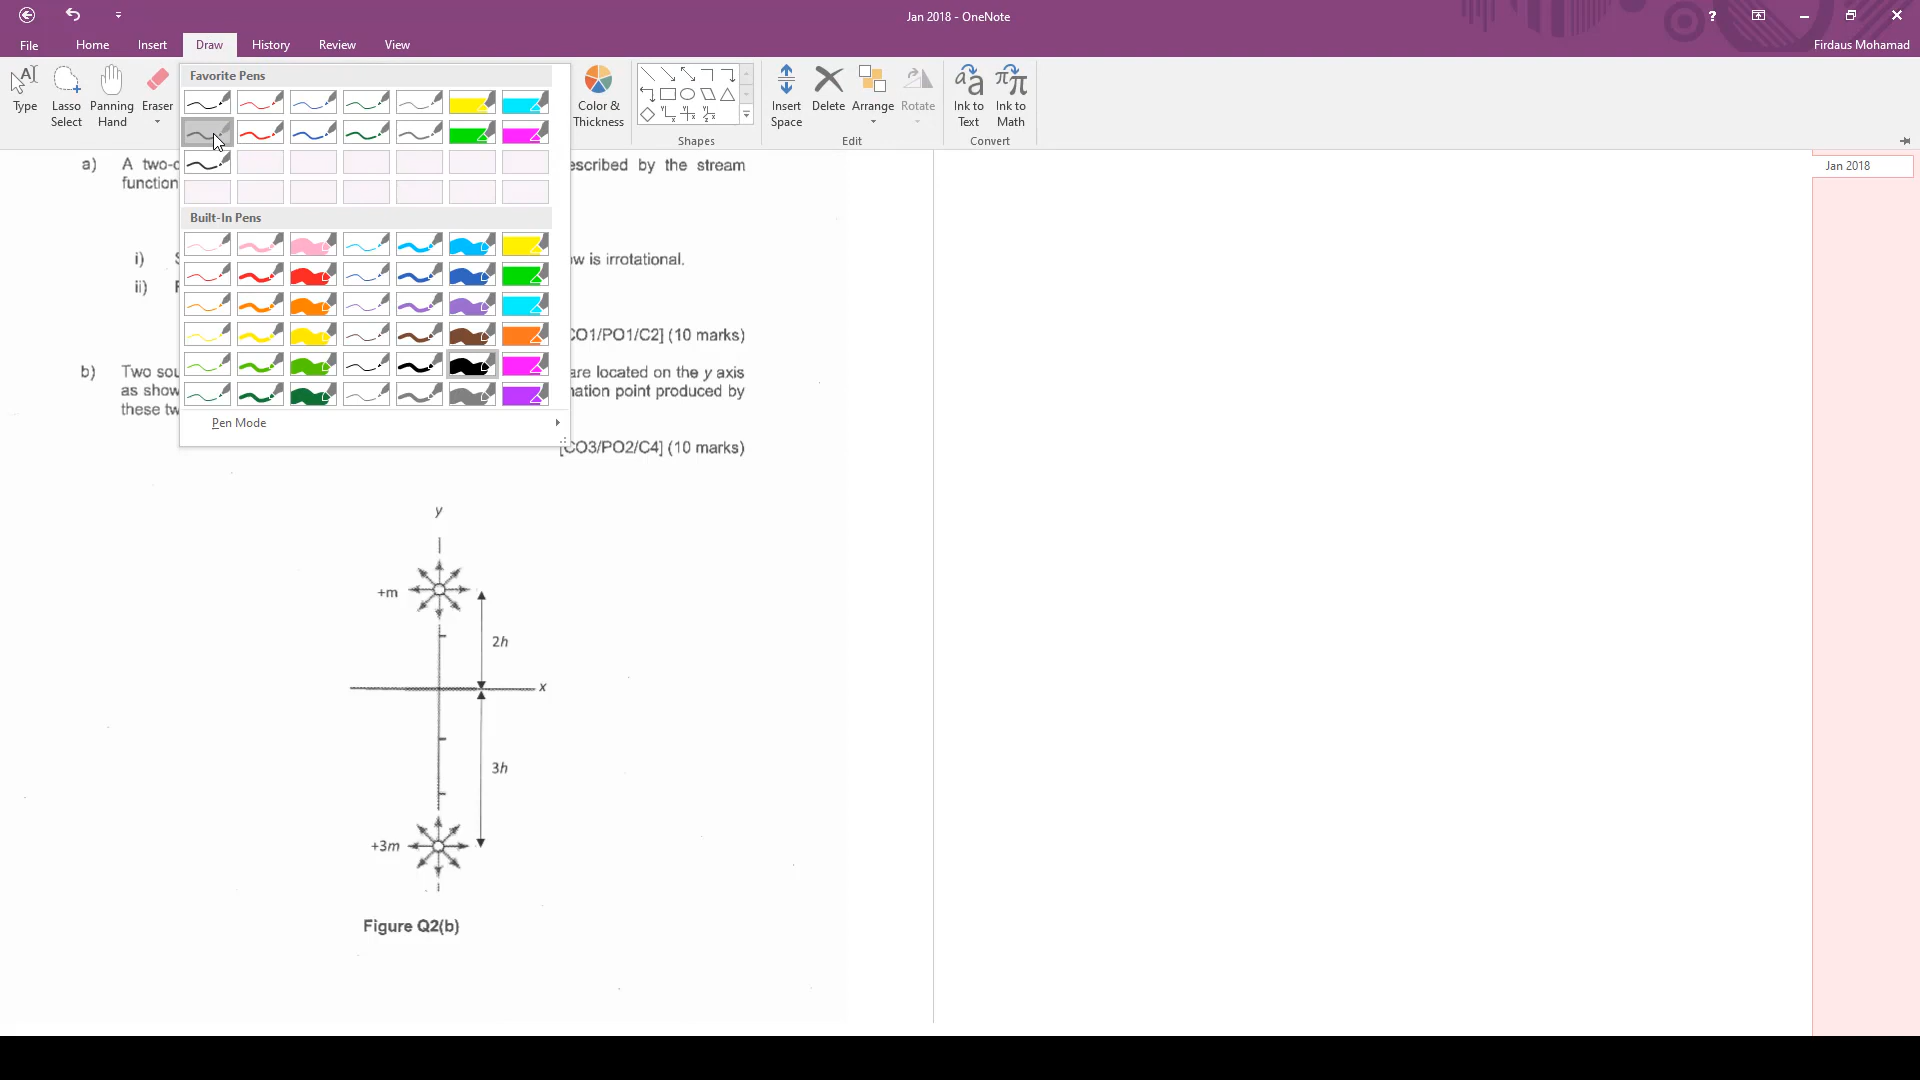 Jan 2018 - OneNote
?
File
Home
Insert
Draw
History
Review
View
Firdaus Mohamad
Type
Lasso
Select
Panning
Hand
Eraser
Favorite Pens
Color &
Thickness
Shapes
Insert
Space
Delete
Arrange
Rotate
Edit
Ink to
Text
Ink to
Math
Convert
Jan 2018
Built-In Pens
Pen Mode
a) A two-
escribed by the stream
function
i)
w is irrotational.
ii)
CO1/PO1/C2] (10 marks)
b) Two
are located on the y axis
as show
nation point produced by
these
[CO3/PO2/C4] (10 marks)
y
+m
2h
x
3h
+3m
Figure Q2(b)